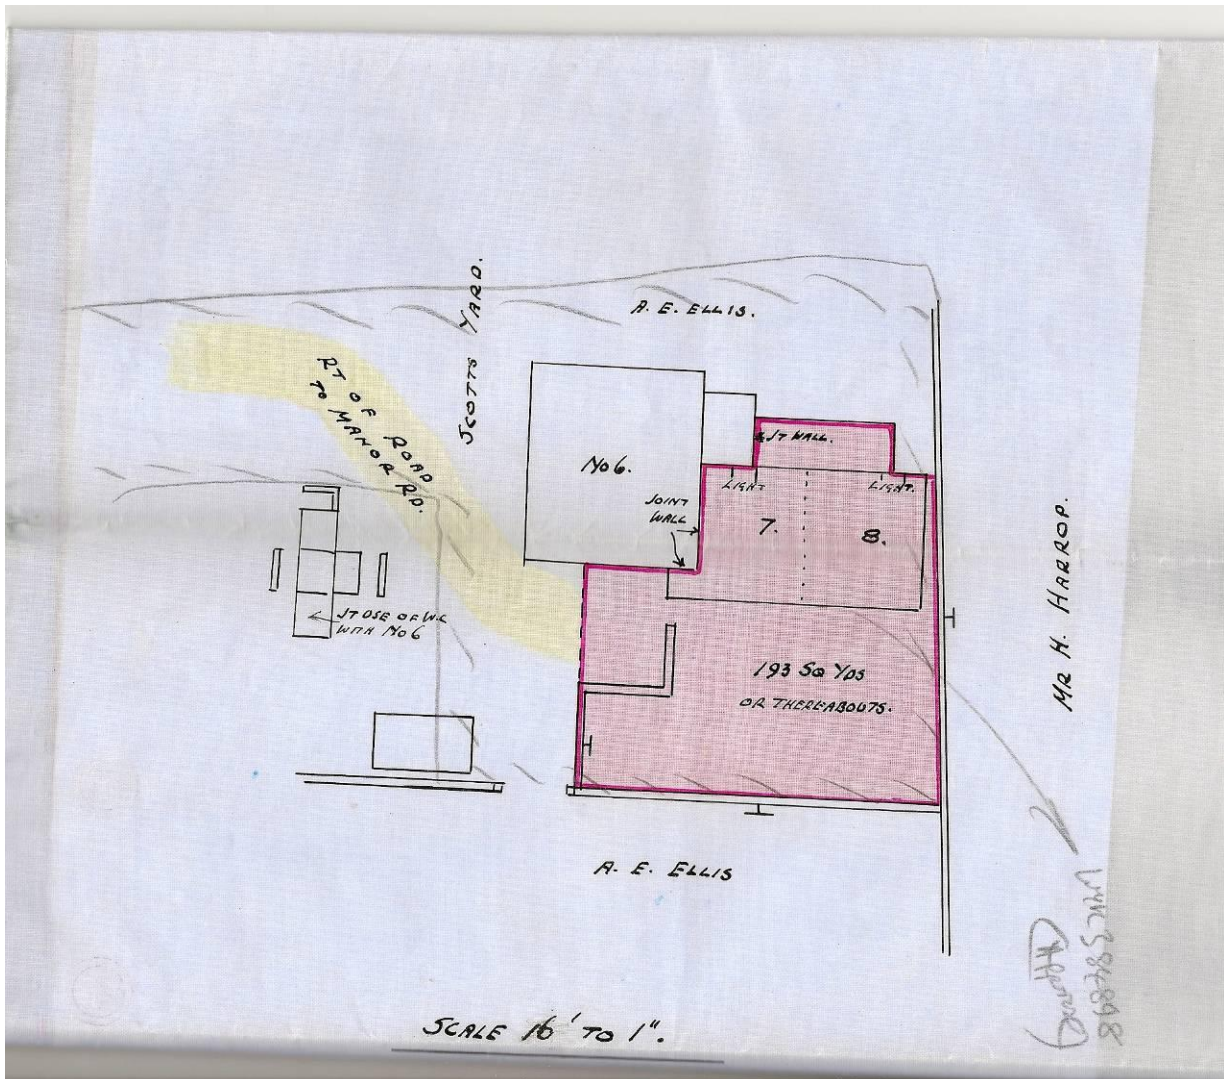 A. E. ELLIS.
SCOTTS YARD.
RT OF ROAD
TO MANOR RD.
No 6.
JT WALL.
LIGHT
LIGHT.
JOINT
WALL
7.
8.
JT USE OF W.C
WITH No 6
193 SQ YDS
OR THEREABOUTS.
MR H. HARROP.
A. E. ELLIS
SCALE 16' TO 1".